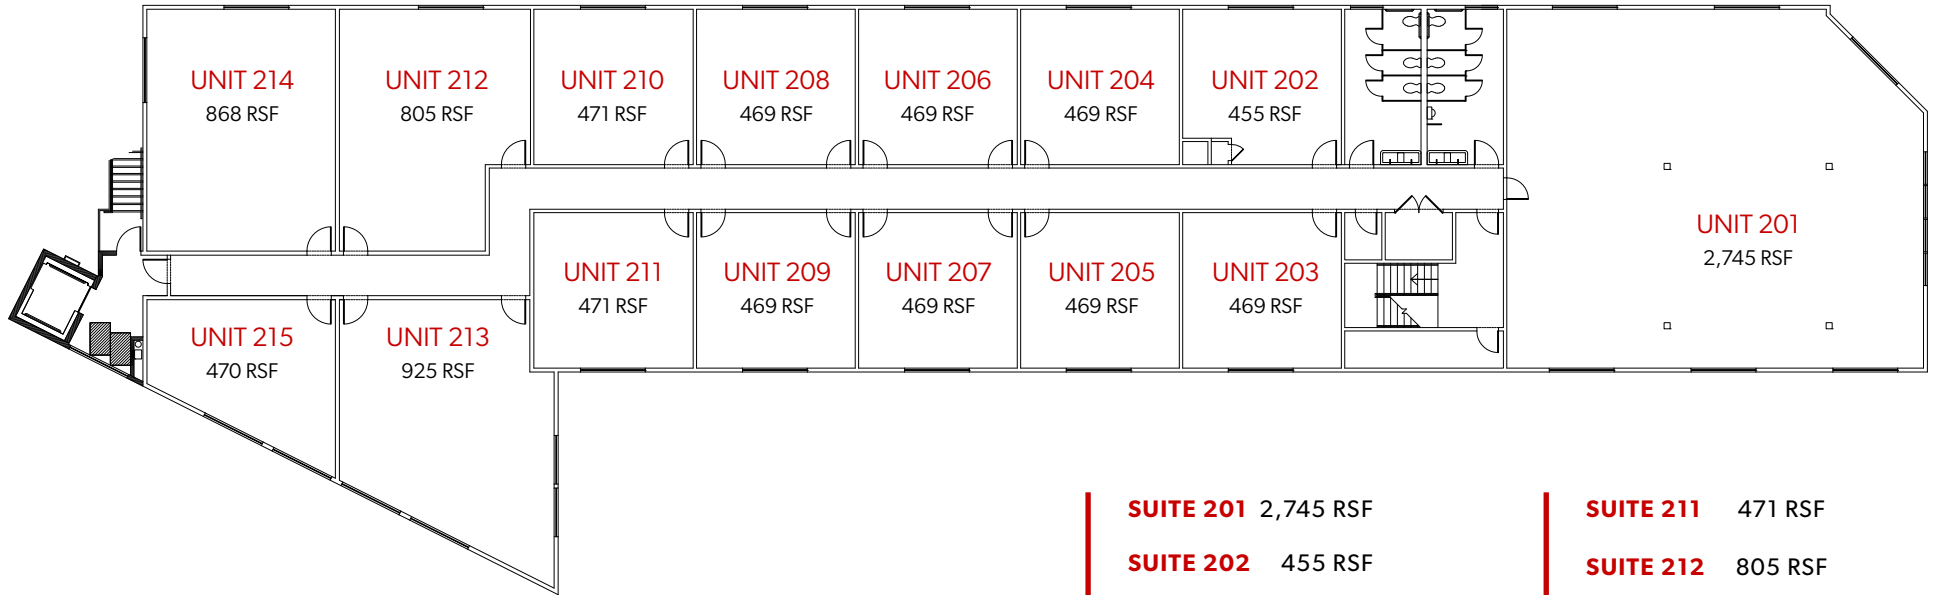 UNIT 214
868 RSF
UNIT 212
805 RSF
UNIT 210
471 RSF
UNIT 208
469 RSF
UNIT 206
469 RSF
UNIT 204
469 RSF
UNIT 202
455 RSF
UNIT 201
2,745 RSF
UNIT 211
471 RSF
UNIT 209
469 RSF
UNIT 207
469 RSF
UNIT 205
469 RSF
UNIT 203
469 RSF
UNIT 215
470 RSF
UNIT 213
925 RSF
SUITE 201 2,745 RSF
SUITE 202 455 RSF
SUITE 211 471 RSF
SUITE 212 805 RSF